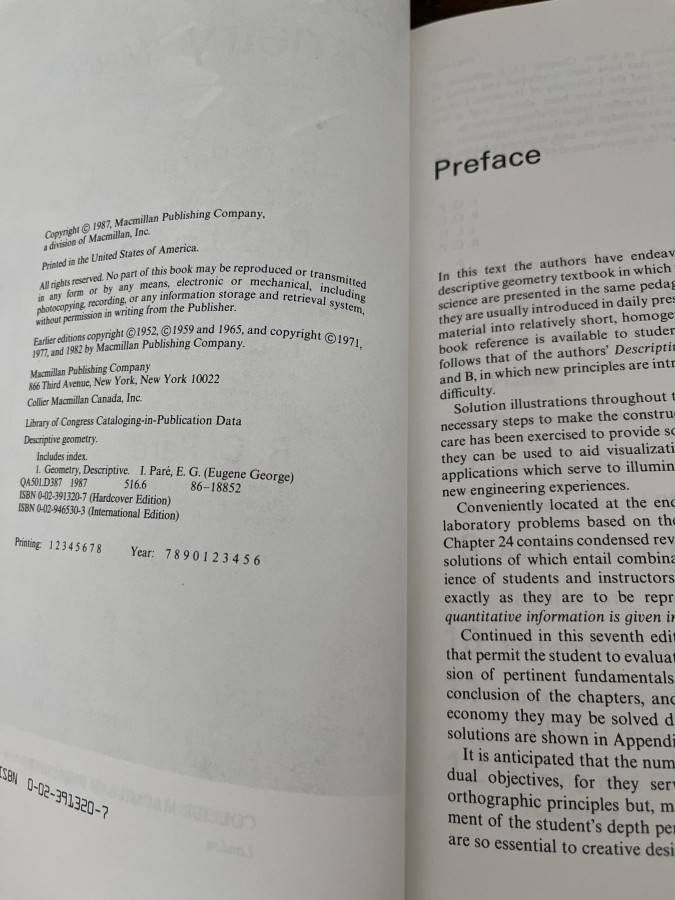 Copyright © 1987, Macmillan Publishing Company,
a division of Macmillan, Inc.
Printed in the United States of America.
All rights reserved. No part of this book may be reproduced or transmitted
in any form or by any means, electronic or mechanical, including
photocopying, recording, or any information storage and retrieval system,
without permission in writing from the Publisher.
Earlier editions copyright ©1952, ©1959 and 1965, and copyright ©1971,
1977, and 1982 by Macmillan Publishing Company.
Macmillan Publishing Company
866 Third Avenue, New York, New York 10022
Collier Macmillan Canada, Inc.
Library of Congress Cataloging-in-Publication Data
Descriptive geometry.
Includes index.
1. Geometry, Descriptive. I. Paré, E. G. (Eugene George)
QA501.D387 1987 516.6 86-18852
ISBN 0-02-391320-7 (Hardcover Edition)
ISBN 0-02-946530-3 (International Edition)
Printing: 1 2 3 4 5 6 7 8 Year: 7 8 9 0 1 2 3 4 5 6
ISBN 0-02-391320-7
Preface
In this text the authors have endeav
descriptive geometry textbook in which
science are presented in the same pedag
they are usually introduced in daily pres
material into relatively short, homoge
book reference is available to studen
follows that of the authors' Descripti
and B, in which new principles are intr
difficulty.
Solution illustrations throughout t
necessary steps to make the constru
care has been exercised to provide so
they can be used to aid visualizati
applications which serve to illumin
new engineering experiences.
Conveniently located at the end
laboratory problems based on the
Chapter 24 contains condensed rev
solutions of which entail combina
ience of students and instructors
exactly as they are to be repr
quantitative information is given in
Continued in this seventh edit
that permit the student to evaluat
sion of pertinent fundamentals
conclusion of the chapters, and
economy they may be solved d
solutions are shown in Appendi
It is anticipated that the num
dual objectives, for they serv
orthographic principles but, m
ment of the student's depth per
are so essential to creative desi